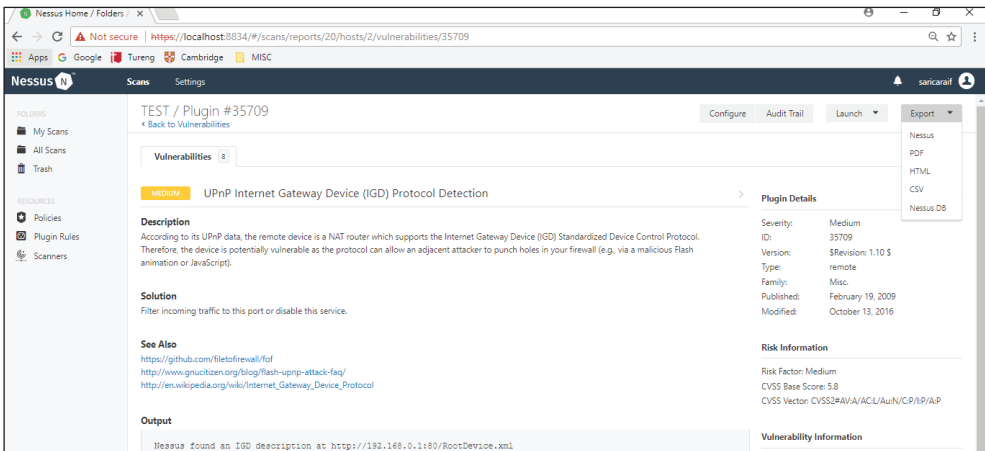 Nessus Home / Folders /
Not secure | https://localhost:8834/#/scans/reports/20/hosts/2/vulnerabilities/35709
Apps Google Tureng Cambridge MISC
Nessus N Scans Settings saricaraif
FOLDERS
My Scans
All Scans
Trash
RESOURCES
Policies
Plugin Rules
Scanners
TEST / Plugin #35709
Back to Vulnerabilities
Configure Audit Trail Launch Export
Nessus
PDF
HTML
CSV
Nessus DB
Vulnerabilities 8
MEDIUM UPnP Internet Gateway Device (IGD) Protocol Detection
Description
According to its UPnP data, the remote device is a NAT router which supports the Internet Gateway Device (IGD) Standardized Device Control Protocol.
Therefore, the device is potentially vulnerable as the protocol can allow an adjacent attacker to punch holes in your firewall (e.g., via a malicious Flash
animation or JavaScript).
Solution
Filter incoming traffic to this port or disable this service.
See Also
https://github.com/filetofirewall/fof
http://www.gnucitizen.org/blog/flash-upnp-attack-faq/
http://en.wikipedia.org/wiki/Internet_Gateway_Device_Protocol
Output
Nessus found an IGD description at http://192.168.0.1:80/RootDevice.xml
Plugin Details
Severity: Medium
ID: 35709
Version: $Revision: 1.10 $
Type: remote
Family: Misc.
Published: February 19, 2009
Modified: October 13, 2016
Risk Information
Risk Factor: Medium
CVSS Base Score: 5.8
CVSS Vector: CVSS2#AV:A/AC:L/Au:N/C:P/I:P/A:P
Vulnerability Information